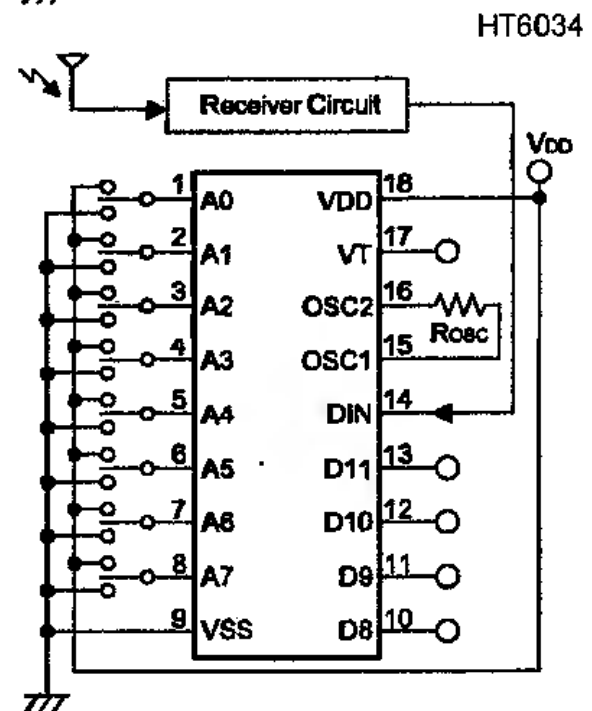 HT6034
Receiver Circuit
VDD
1 A0 VDD 18
2 A1 VT 17
3 A2 OSC2 16
ROSC
4 A3 OSC1 15
5 A4 DIN 14
6 A5 D11 13
7 A6 D10 12
8 A7 D9 11
9 VSS D8 10